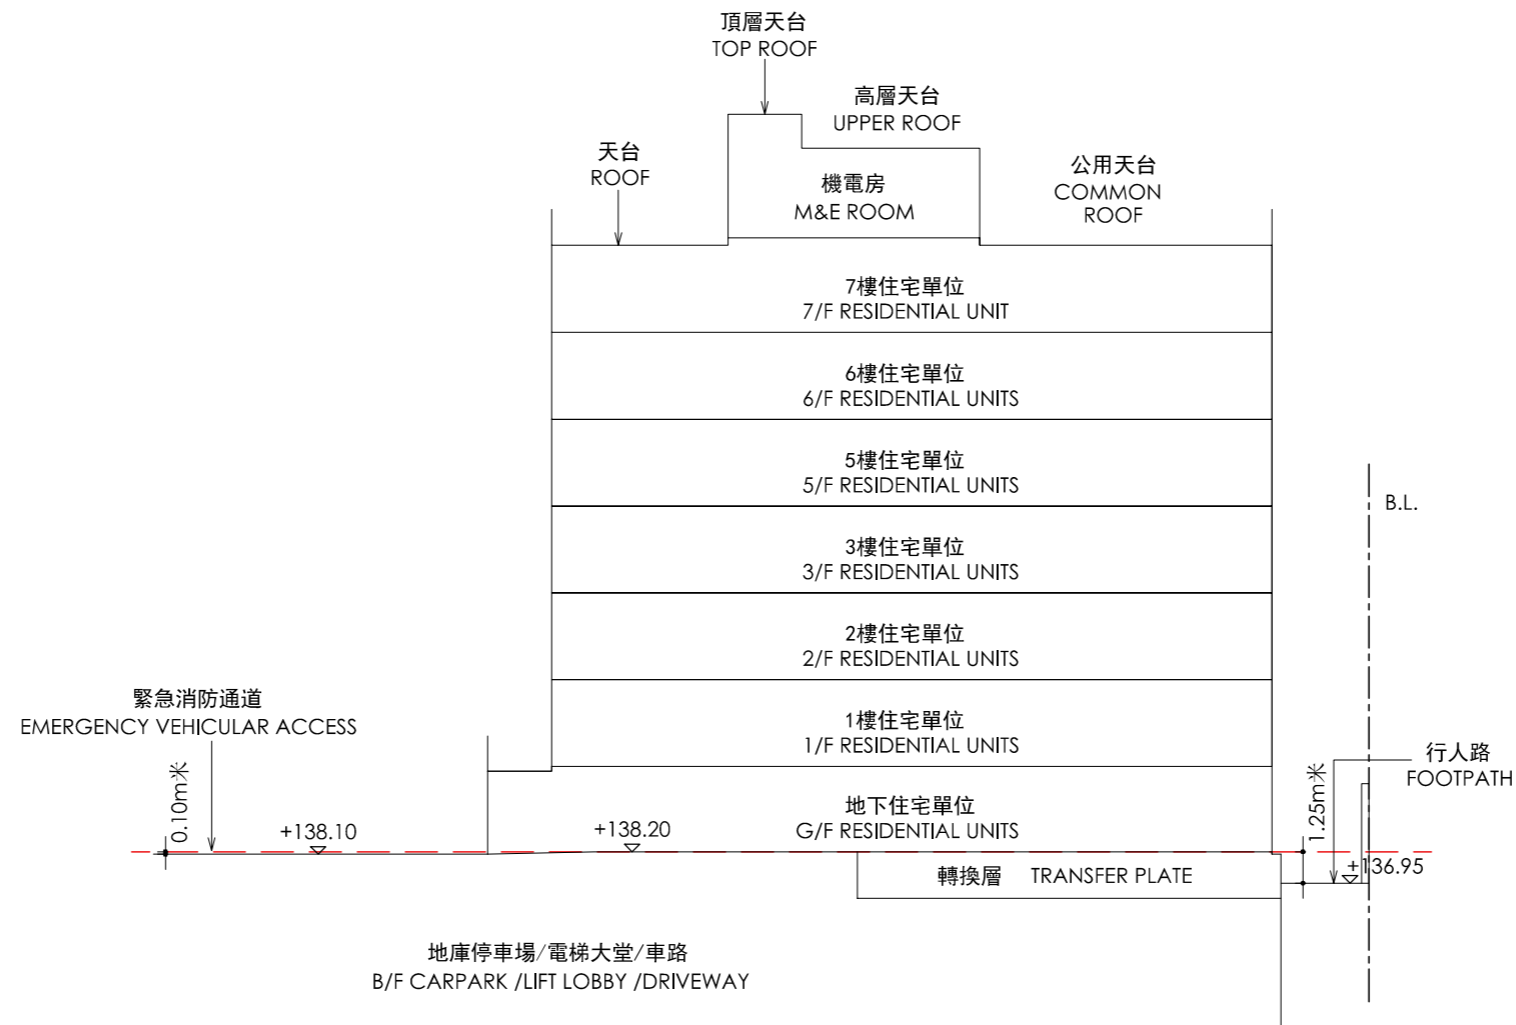 頂層天台
TOP ROOF
高層天台
UPPER ROOF
天台
ROOF
機電房
M&E ROOM
公用天台
COMMON
ROOF
7樓住宅單位
7/F RESIDENTIAL UNIT
6樓住宅單位
6/F RESIDENTIAL UNITS
5樓住宅單位
5/F RESIDENTIAL UNITS
B.L.
3樓住宅單位
3/F RESIDENTIAL UNITS
2樓住宅單位
2/F RESIDENTIAL UNITS
緊急消防通道
EMERGENCY VEHICULAR ACCESS
1樓住宅單位
1/F RESIDENTIAL UNITS
行人路
FOOTPATH
0.10m米
+138.10
+138.20
地下住宅單位
G/F RESIDENTIAL UNITS
1.25m米
+136.95
轉換層 TRANSFER PLATE
地庫停車場/電梯大堂/車路
B/F CARPARK /LIFT LOBBY /DRIVEWAY